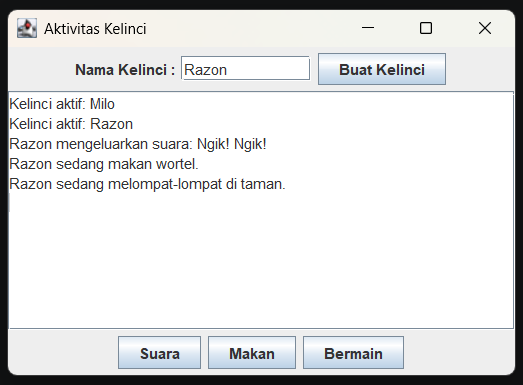 Aktivitas Kelinci
Nama Kelinci : Razon Buat Kelinci
Kelinci aktif: Milo
Kelinci aktif: Razon
Razon mengeluarkan suara: Ngik! Ngik!
Razon sedang makan wortel.
Razon sedang melompat-lompat di taman.
Suara Makan Bermain